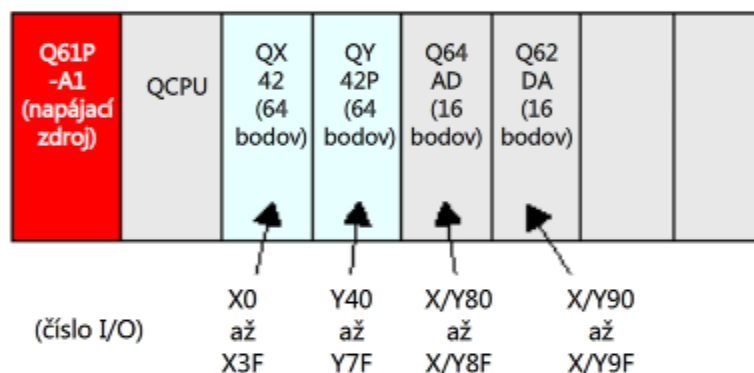 Q61P
-A1
(napájací
zdroj)
QCPU
QX
42
(64
bodov)
QY
42P
(64
bodov)
Q64
AD
(16
bodov)
Q62
DA
(16
bodov)
(číslo I/O)
X0
až
X3F
Y40
až
Y7F
X/Y80
až
X/Y8F
X/Y90
až
X/Y9F